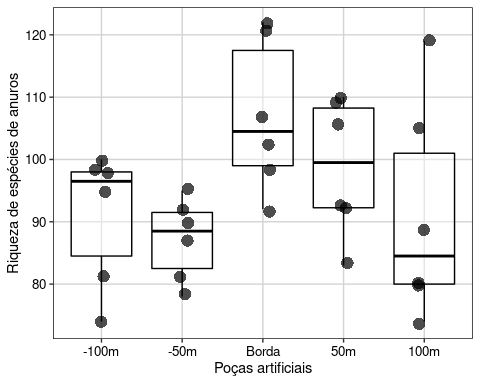 Riqueza de espécies de anuros
120
110
100
90
80
-100m -50m Borda 50m 100m
Poças artificiais